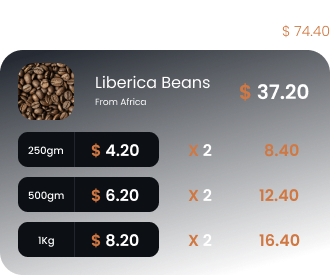 $ 74.40
Liberica Beans
From Africa
$ 37.20
250gm $ 4.20 X 2 8.40
500gm $ 6.20 X 2 12.40
1Kg $ 8.20 X 2 16.40